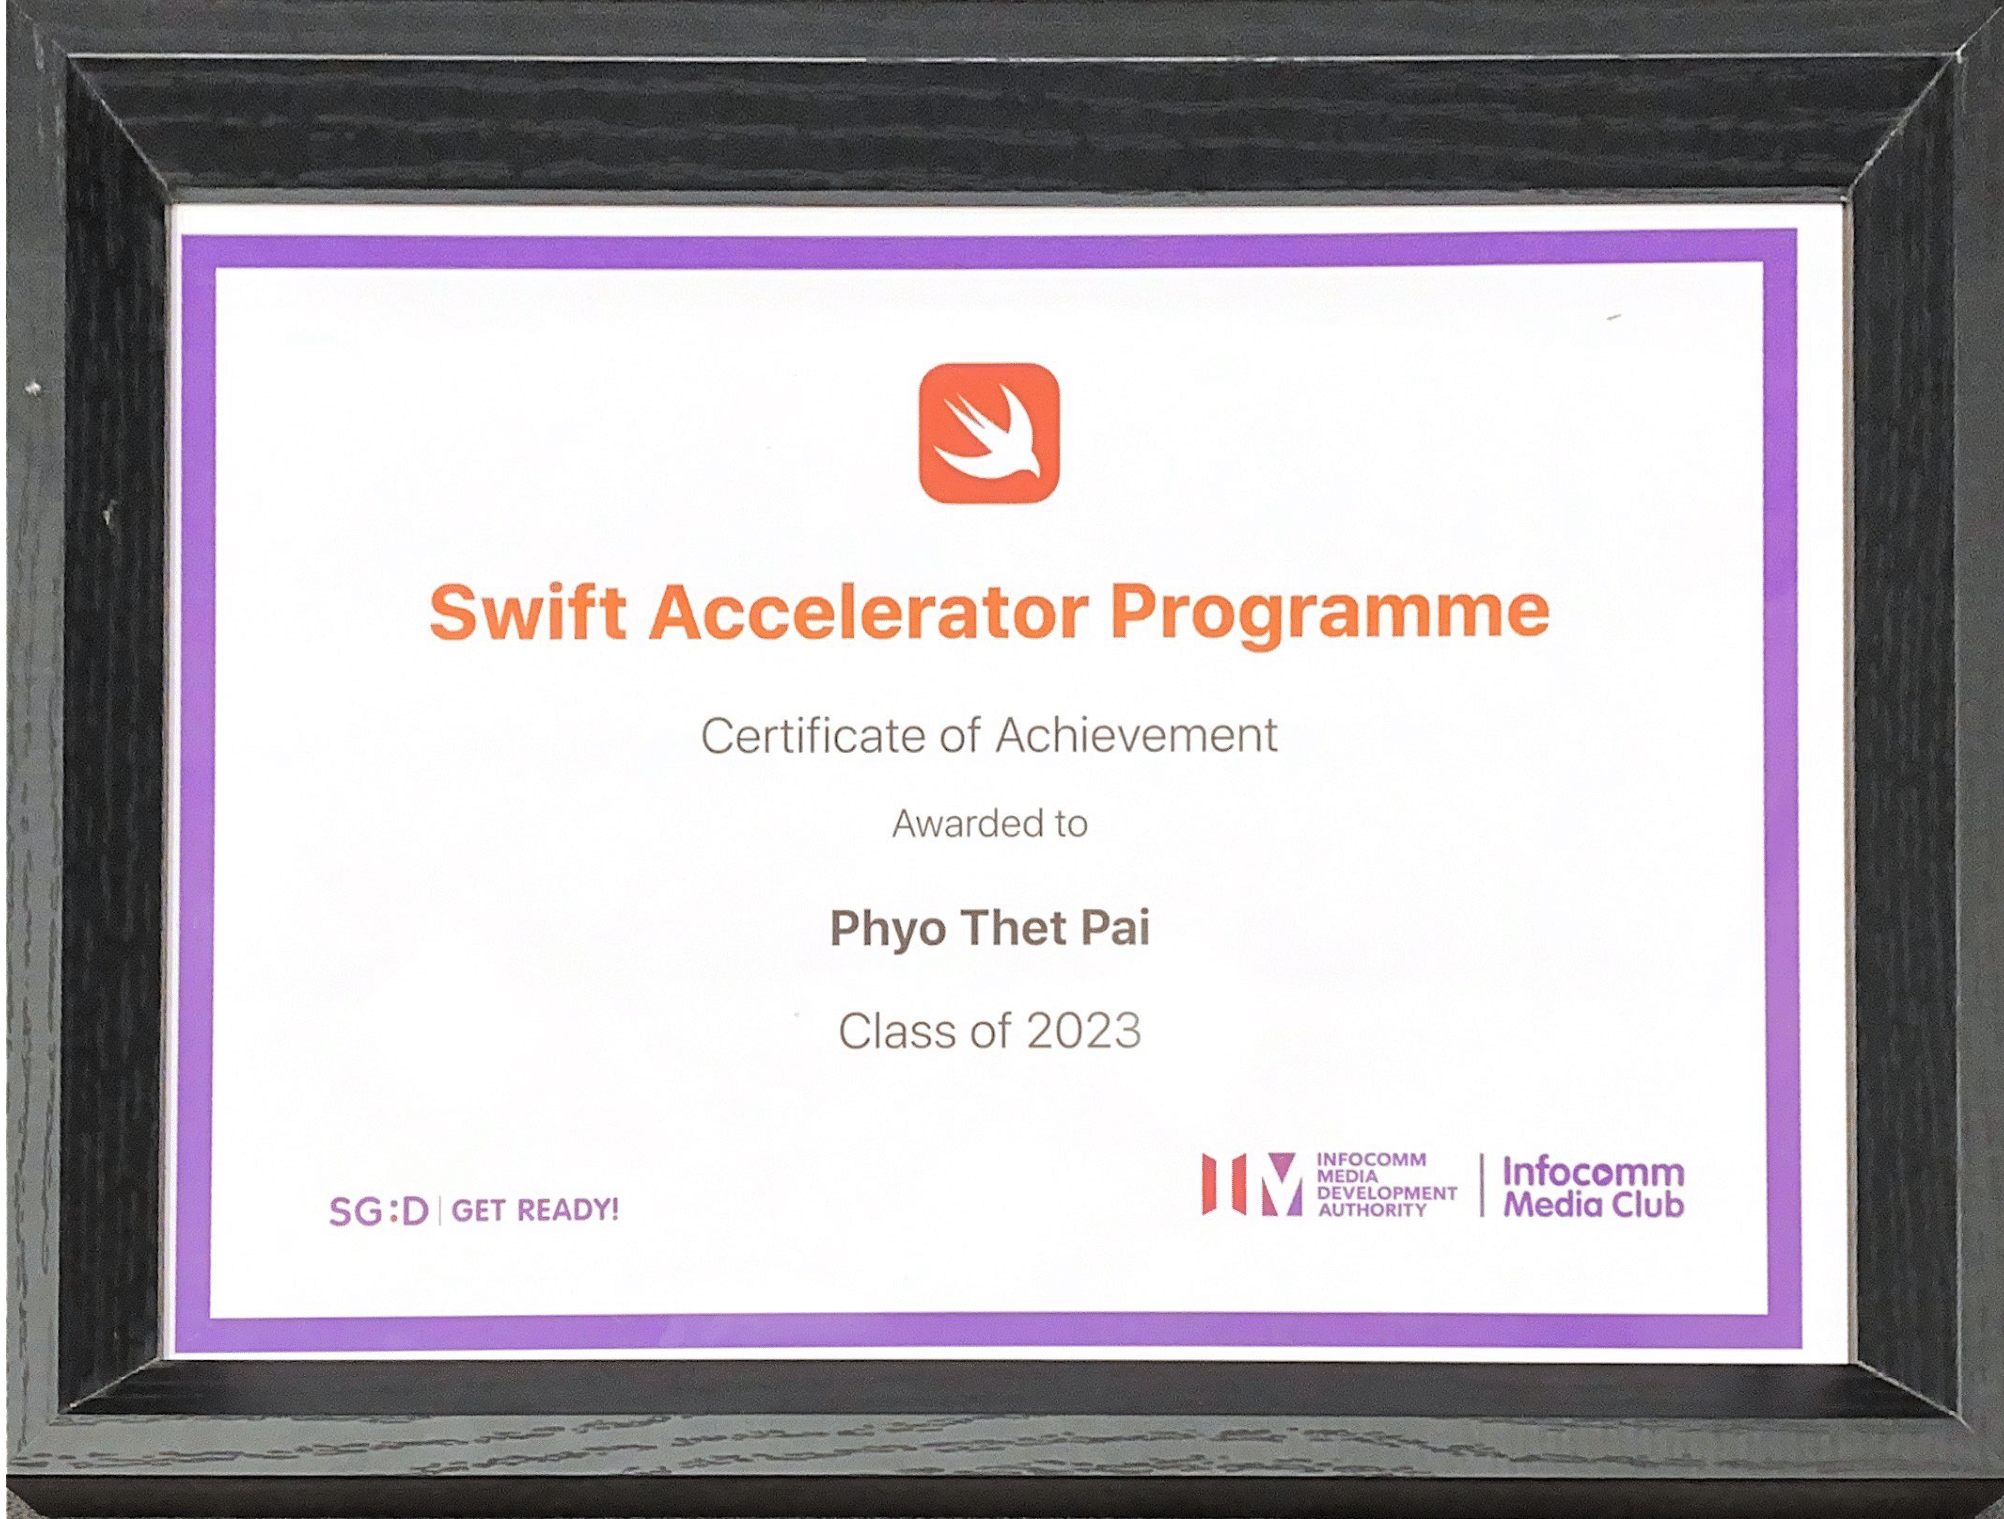 Swift Accelerator Programme
Certificate of Achievement
Awarded to
Phyo Thet Pai
Class of 2023
SG:D | GET READY!
INFOCOMM
MEDIA
DEVELOPMENT
AUTHORITY
Infocomm
Media Club